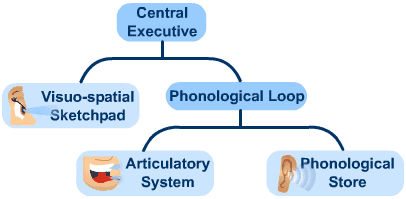 Central
Executive
Visuo-spatial
Sketchpad
Phonological Loop
Articulatory
System
Phonological
Store